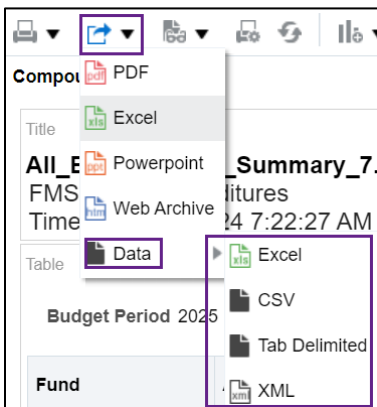 Compou
PDF
Title
Excel
All_E
Powerpoint
_Summary_7.
FMS
Web Archive
itures
Time
24 7:22:27 AM
Table
Data
Excel
CSV
Budget Period 2025
Tab Delimited
Fund
XML